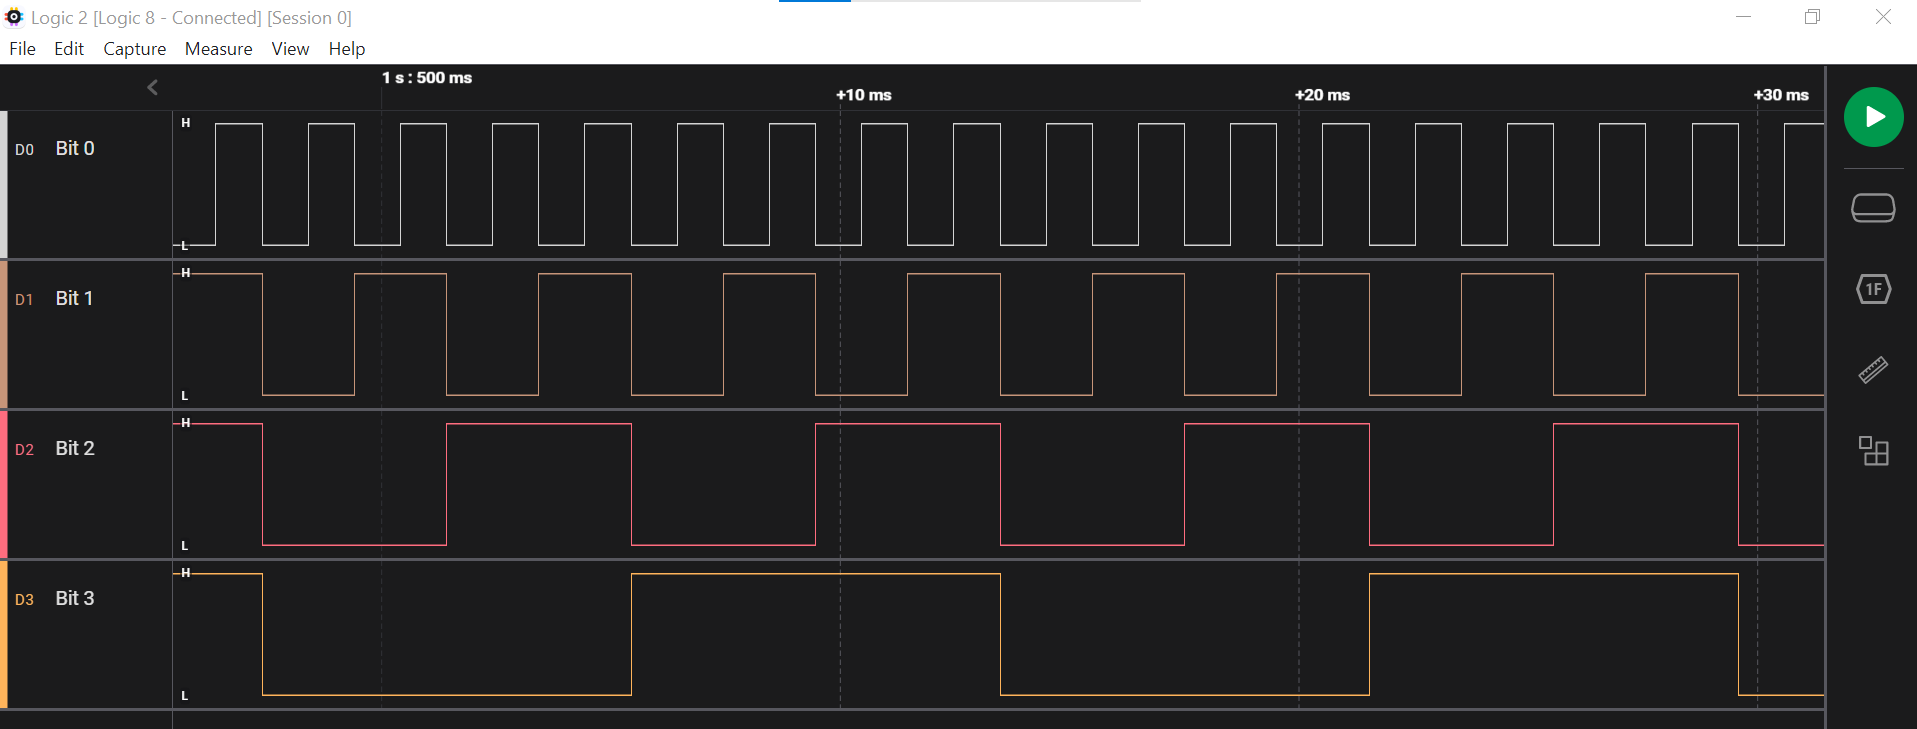 Logic 2 [Logic 8 - Connected] [Session 0]
File Edit Capture Measure View Help
1 s : 500 ms
+10 ms +20 ms +30 ms
H
D0 Bit 0
L
H
D1 Bit 1
1F
L
H
D2 Bit 2
L
H
D3 Bit 3
L